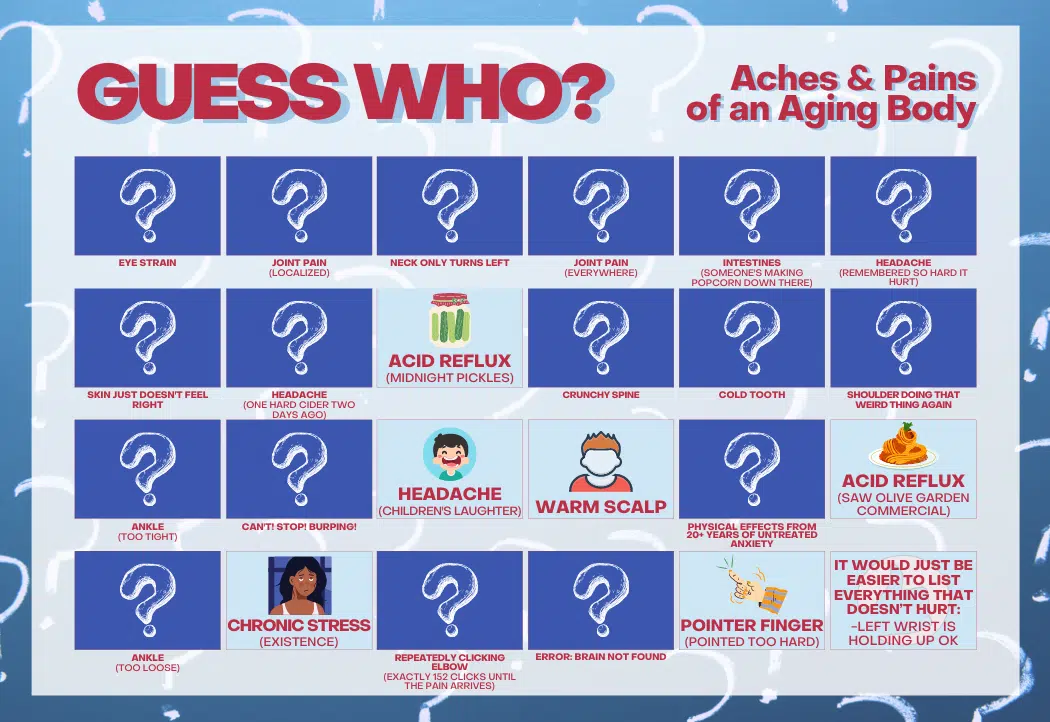 GUESS WHO?
Aches & Pains
of an Aging Body
EYE STRAIN
JOINT PAIN
(LOCALIZED)
NECK ONLY TURNS LEFT
JOINT PAIN
(EVERYWHERE)
INTESTINES
(SOMEONE'S MAKING
POPCORN DOWN THERE)
HEADACHE
(REMEMBERED SO HARD IT
HURT)
SKIN JUST DOESN'T FEEL
RIGHT
HEADACHE
(ONE HARD CIDER TWO
DAYS AGO)
ACID REFLUX
(MIDNIGHT PICKLES)
CRUNCHY SPINE
COLD TOOTH
SHOULDER DOING THAT
WEIRD THING AGAIN
ANKLE
(TOO TIGHT)
CAN'T! STOP! BURPING!
HEADACHE
(CHILDREN'S LAUGHTER)
WARM SCALP
PHYSICAL EFFECTS FROM
20+ YEARS OF UNTREATED
ANXIETY
ACID REFLUX
(SAW OLIVE GARDEN
COMMERCIAL)
ANKLE
(TOO LOOSE)
CHRONIC STRESS
(EXISTENCE)
REPEATEDLY CLICKING
ELBOW
(EXACTLY 152 CLICKS UNTIL
THE PAIN ARRIVES)
ERROR: BRAIN NOT FOUND
POINTER FINGER
(POINTED TOO HARD)
IT WOULD JUST BE
EASIER TO LIST
EVERYTHING THAT
DOESN'T HURT:
-LEFT WRIST IS
HOLDING UP OK